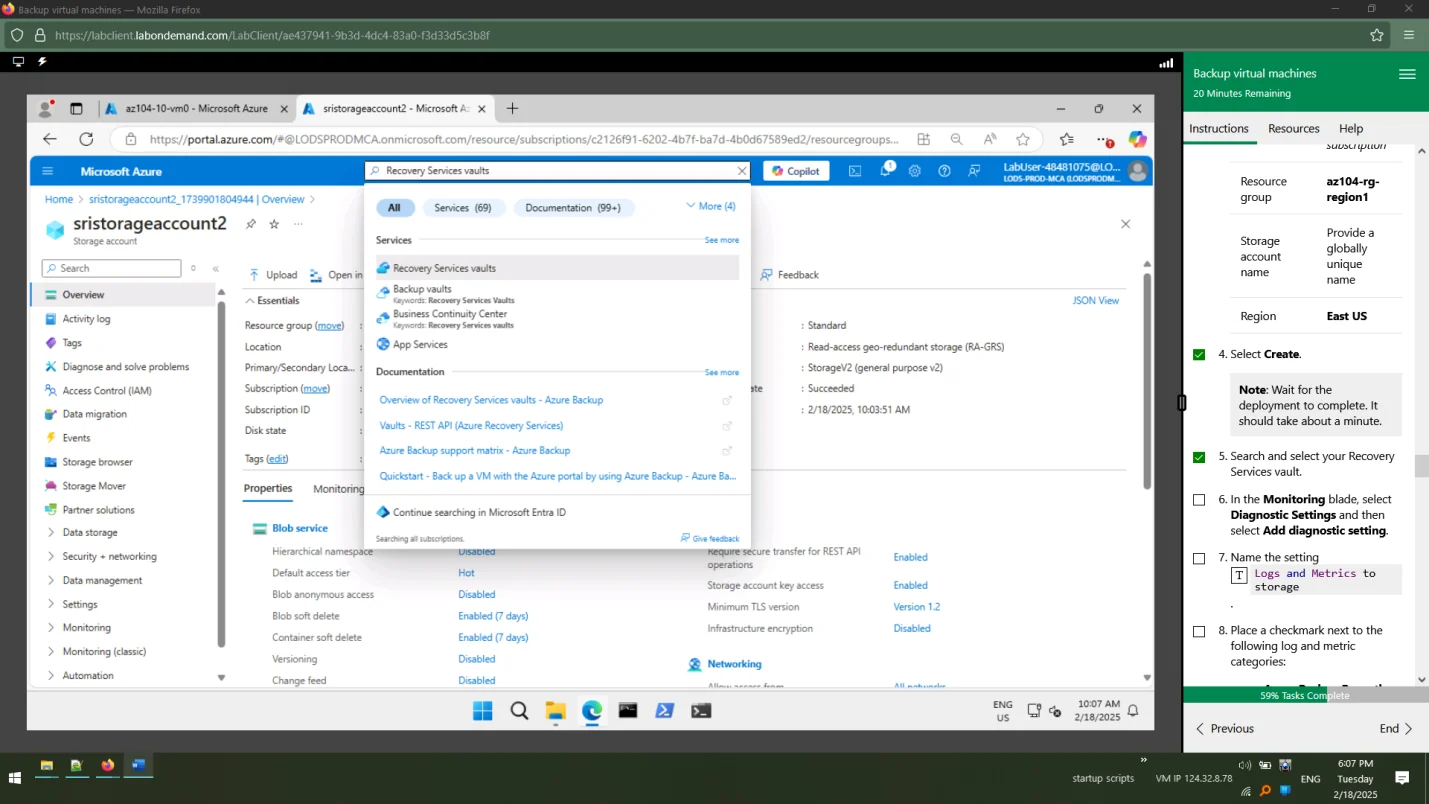 Backup virtual machines — Mozilla Firefox
https://labclient.labondemand.com/LabClient/ae437941-9b3d-4dc4-83a0-f3d33d5c3b8f
az104-10-vm0 - Microsoft Azure
sristorageaccount2 - Microsoft A
https://portal.azure.com/#@LODSPRODMCA.onmicrosoft.com/resource/subscriptions/c2126f91-6202-4b7f-ba7d-4b0d67589ed2/resourcegroups...
Microsoft Azure
Recovery Services vaults
Copilot
1
LabUser-48481075@LO...
LODS-PROD-MCA (LODSPRODM...
Home > sristorageaccount2_1739901804944 | Overview >
sristorageaccount2
Storage account
Search
Overview
Activity log
Tags
Diagnose and solve problems
Access Control (IAM)
Data migration
Events
Storage browser
Storage Mover
Partner solutions
Data storage
Security + networking
Data management
Settings
Monitoring
Monitoring (classic)
Automation
Upload
Open in
Feedback
Essentials
JSON View
Resource group (move) :
Location :
Primary/Secondary Loca... :
Subscription (move) :
Subscription ID :
Disk state :
Tags (edit) :
: Standard
: Read-access geo-redundant storage (RA-GRS)
: StorageV2 (general purpose v2)
: Succeeded
: 2/18/2025, 10:03:51 AM
Properties
Monitoring
Blob service
Hierarchical namespace Disabled
Default access tier Hot
Blob anonymous access Disabled
Blob soft delete Enabled (7 days)
Container soft delete Enabled (7 days)
Versioning Disabled
Change feed Disabled
Require secure transfer for REST API operations Enabled
Storage account key access Enabled
Minimum TLS version Version 1.2
Infrastructure encryption Disabled
Networking
Allow access from All networks
All
Services (69)
Documentation (99+)
More (4)
Services
See more
Recovery Services vaults
Backup vaults
Keywords: Recovery Services Vaults
Business Continuity Center
Keywords: Recovery Services vaults
App Services
Documentation
See more
Overview of Recovery Services vaults - Azure Backup
Vaults - REST API (Azure Recovery Services)
Azure Backup support matrix - Azure Backup
Quickstart - Back up a VM with the Azure portal by using Azure Backup - Azure Ba...
Continue searching in Microsoft Entra ID
Searching all subscriptions.
Give feedback
ENG
US
10:07 AM
2/18/2025
Backup virtual machines
20 Minutes Remaining
Instructions
Resources
Help
subscription
Resource group
az104-rg-region1
Storage account name
Provide a globally unique name
Region
East US
4. Select Create.
Note: Wait for the
deployment to complete. It
should take about a minute.
5. Search and select your Recovery
Services vault.
6. In the Monitoring blade, select
Diagnostic Settings and then
select Add diagnostic setting.
7. Name the setting
T Logs and Metrics to
storage
.
8. Place a checkmark next to the
following log and metric
categories:
59% Tasks Complete
Previous
End
startup scripts
VM IP 124.32.8.78
ENG
6:07 PM
Tuesday
2/18/2025